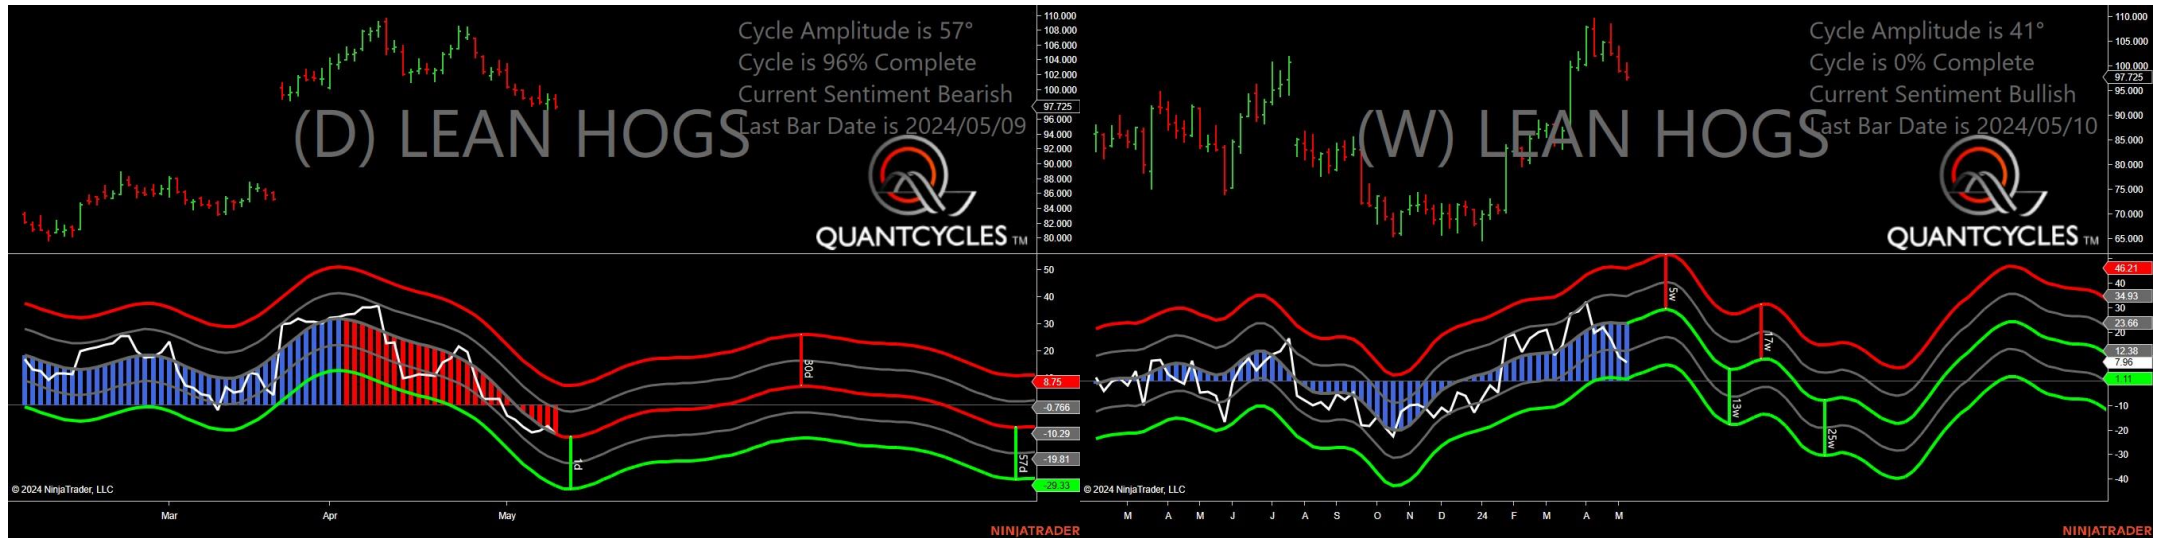 Cycle Amplitude is 57°
Cycle is 96% Complete
Current Sentiment Bearish
Last Bar Date is 2024/05/09
(D) LEAN HOGS
QUANTCYCLES TM
110.000
108.000
106.000
104.000
102.000
100.000
97.725
96.000
94.000
92.000
90.000
88.000
86.000
84.000
82.000
80.000
50
40
30
20
8.75
-0.766
-10.29
-19.81
-29.33
1d
80d
57d
© 2024 NinjaTrader, LLC
Mar Apr May
NINJATRADER
Cycle Amplitude is 41°
Cycle is 0% Complete
Current Sentiment Bullish
Last Bar Date is 2024/05/10
(W) LEAN HOGS
QUANTCYCLES TM
110.000
105.000
100.000
97.725
95.000
90.000
85.000
80.000
75.000
70.000
65.000
46.21
40
34.93
30
23.66
20
12.38
7.96
1.11
-10
-20
-30
-40
5w
17w
13w
25w
© 2024 NinjaTrader, LLC
M A M J J A S O N D 24 F M A M
NINJATRADER